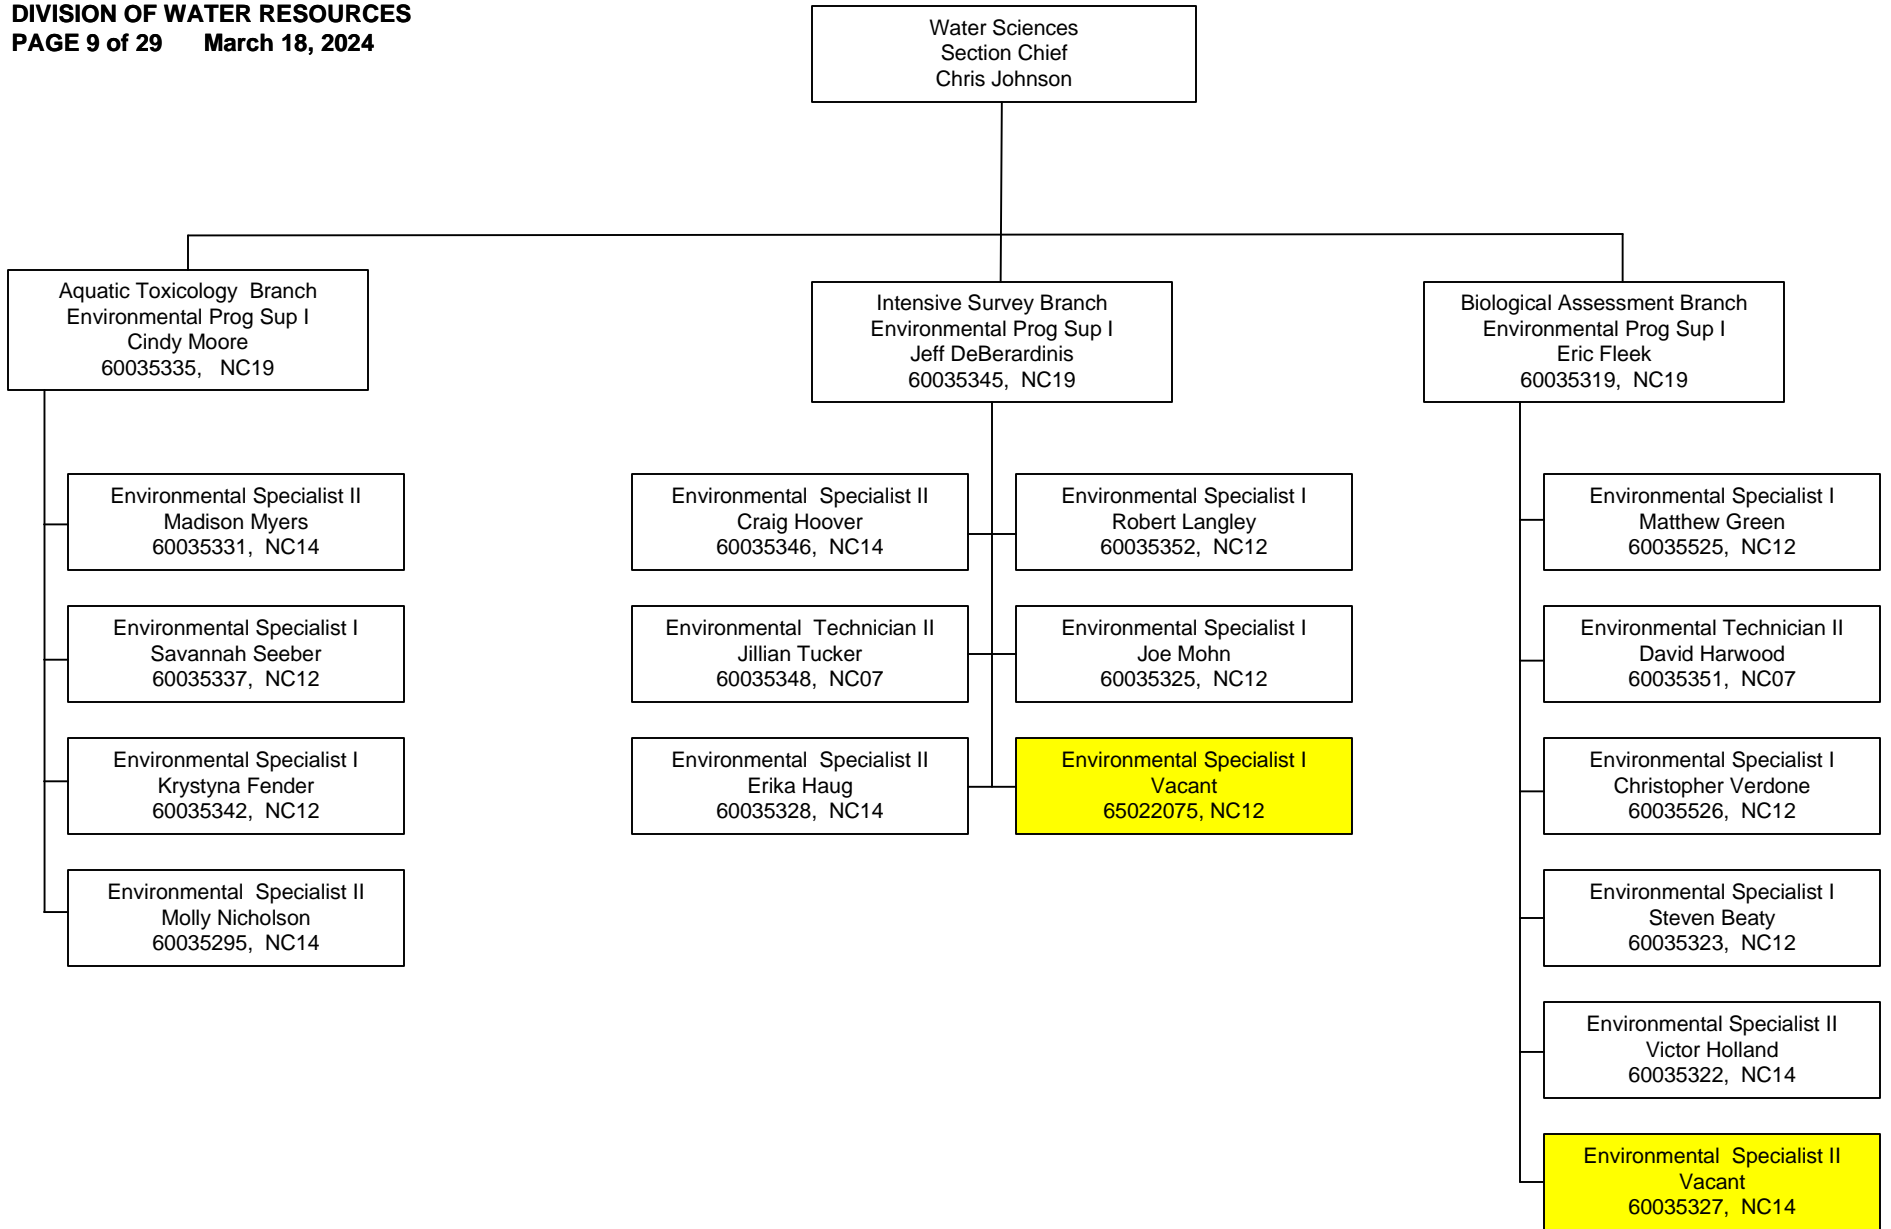 DIVISION OF WATER RESOURCES
PAGE 9 of 29 March 18, 2024
Water Sciences
Section Chief
Chris Johnson
Aquatic Toxicology Branch
Environmental Prog Sup I
Cindy Moore
60035335, NC19
Intensive Survey Branch
Environmental Prog Sup I
Jeff DeBerardinis
60035345, NC19
Biological Assessment Branch
Environmental Prog Sup I
Eric Fleek
60035319, NC19
Environmental Specialist II
Madison Myers
60035331, NC14
Environmental Specialist I
Savannah Seeber
60035337, NC12
Environmental Specialist I
Krystyna Fender
60035342, NC12
Environmental Specialist II
Molly Nicholson
60035295, NC14
Environmental Specialist II
Craig Hoover
60035346, NC14
Environmental Technician II
Jillian Tucker
60035348, NC07
Environmental Specialist II
Erika Haug
60035328, NC14
Environmental Specialist I
Robert Langley
60035352, NC12
Environmental Specialist I
Joe Mohn
60035325, NC12
Environmental Specialist I
Vacant
65022075, NC12
Environmental Specialist I
Matthew Green
60035525, NC12
Environmental Technician II
David Harwood
60035351, NC07
Environmental Specialist I
Christopher Verdone
60035526, NC12
Environmental Specialist I
Steven Beaty
60035323, NC12
Environmental Specialist II
Victor Holland
60035322, NC14
Environmental Specialist II
Vacant
60035327, NC14